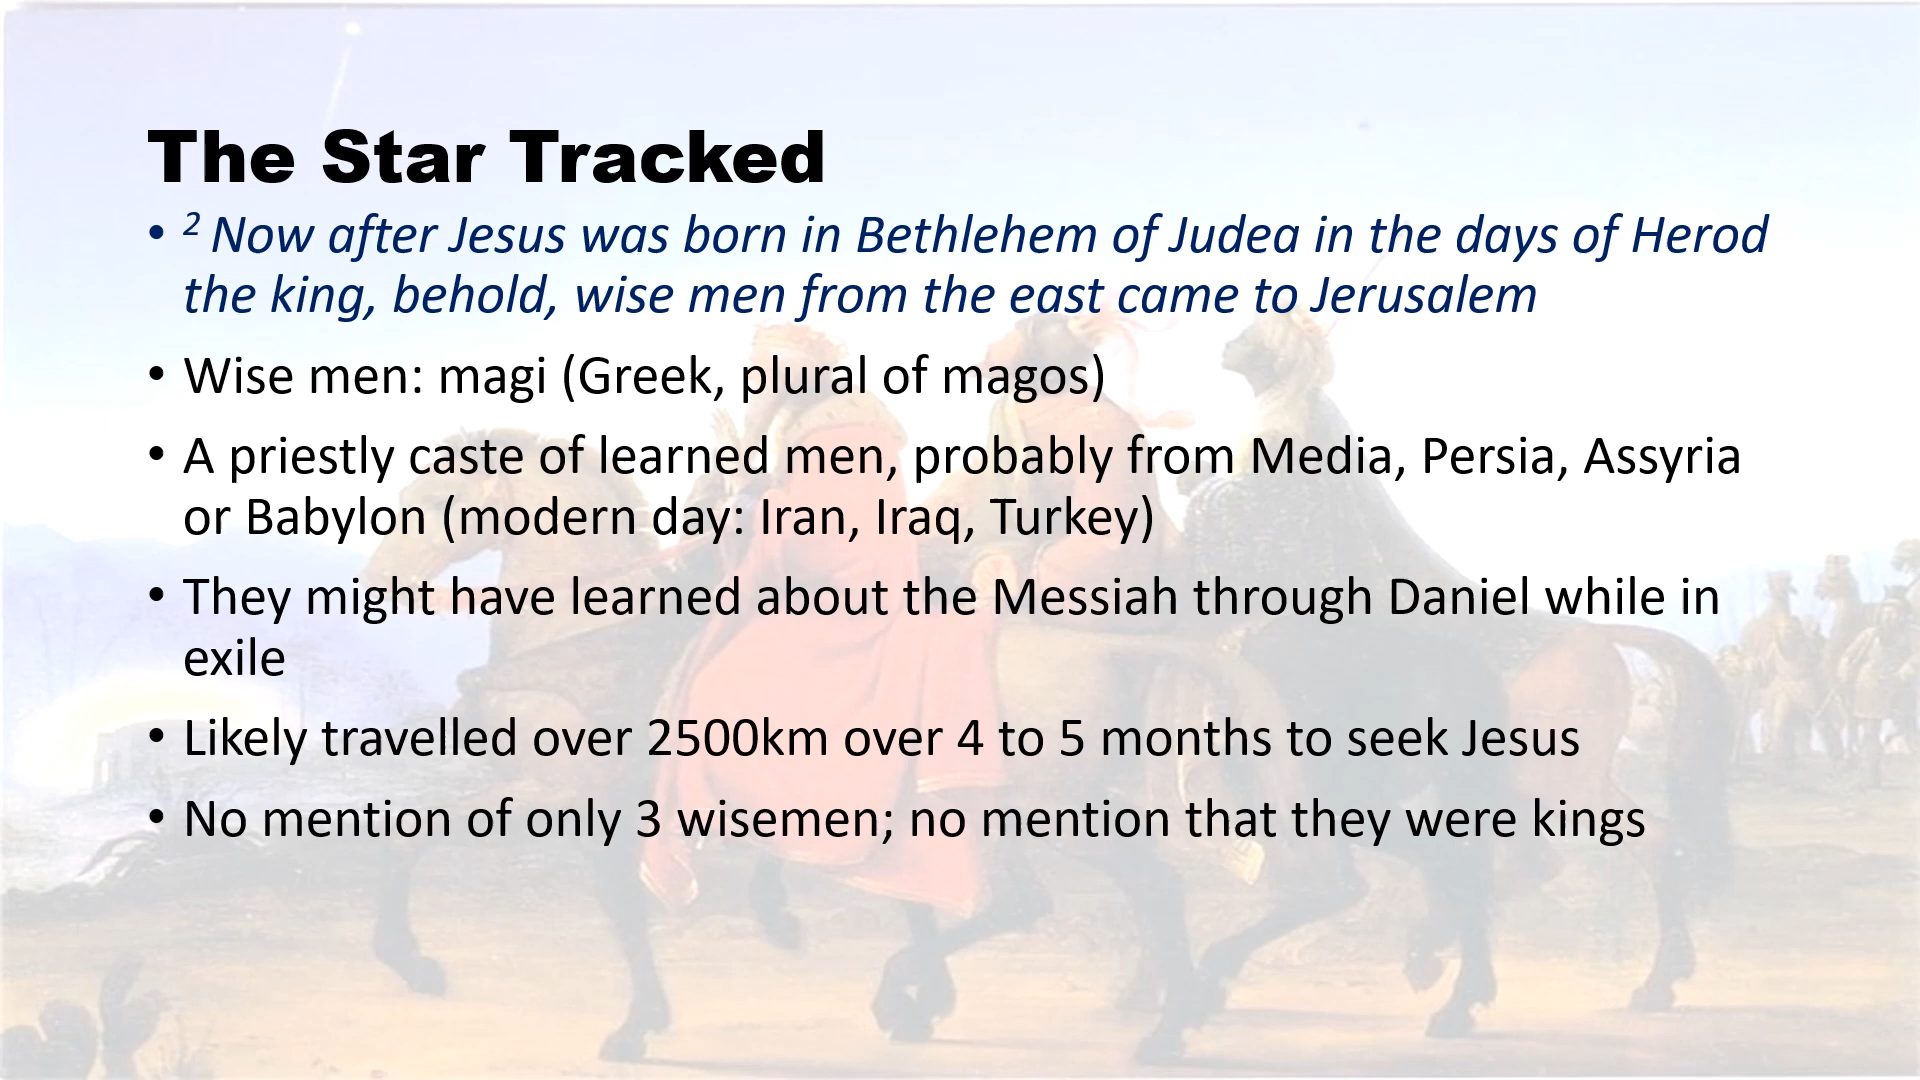 The Star Tracked
• ² Now after Jesus was born in Bethlehem of Judea in the days of Herod
the king, behold, wise men from the east came to Jerusalem
• Wise men: magi (Greek, plural of magos)
• A priestly caste of learned men, probably from Media, Persia, Assyria
or Babylon (modern day: Iran, Iraq, Turkey)
• They might have learned about the Messiah through Daniel while in
exile
• Likely travelled over 2500km over 4 to 5 months to seek Jesus
• No mention of only 3 wisemen; no mention that they were kings